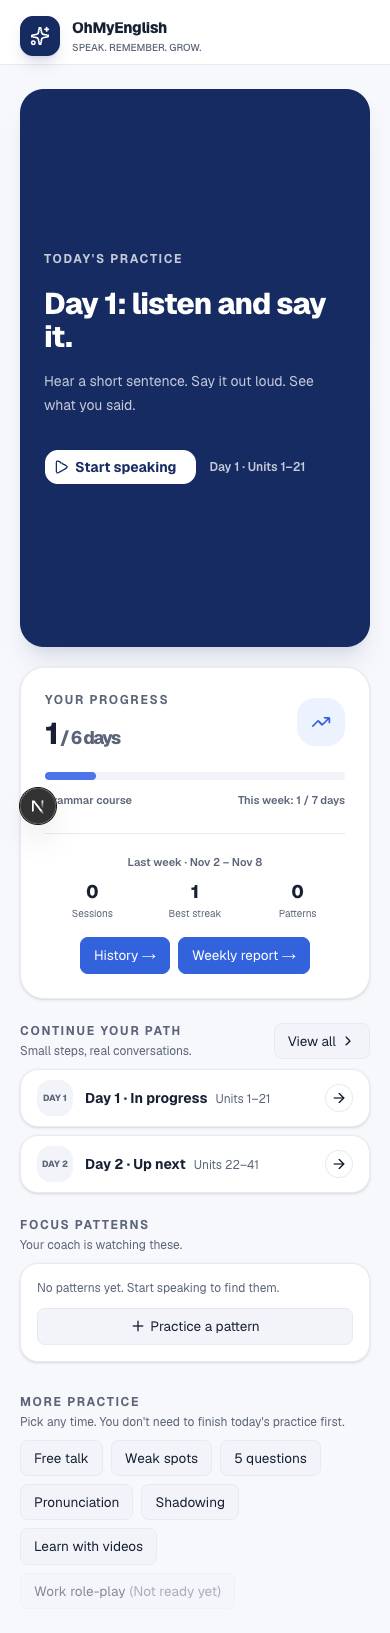 OhMyEnglish
SPEAK. REMEMBER. GROW.
TODAY'S PRACTICE
Day 1: listen and say
it.
Hear a short sentence. Say it out loud. See
what you said.
Start speaking
Day 1 · Units 1–21
YOUR PROGRESS
1 / 6 days
N
ammar course
This week: 1 / 7 days
Last week · Nov 2 – Nov 8
0
1
0
Sessions
Best streak
Patterns
History →
Weekly report →
CONTINUE YOUR PATH
Small steps, real conversations.
View all
DAY 1
Day 1 · In progress Units 1–21
DAY 2
Day 2 · Up next Units 22–41
FOCUS PATTERNS
Your coach is watching these.
No patterns yet. Start speaking to find them.
Practice a pattern
MORE PRACTICE
Pick any time. You don't need to finish today's practice first.
Free talk
Weak spots
5 questions
Pronunciation
Shadowing
Learn with videos
Work role-play (Not ready yet)